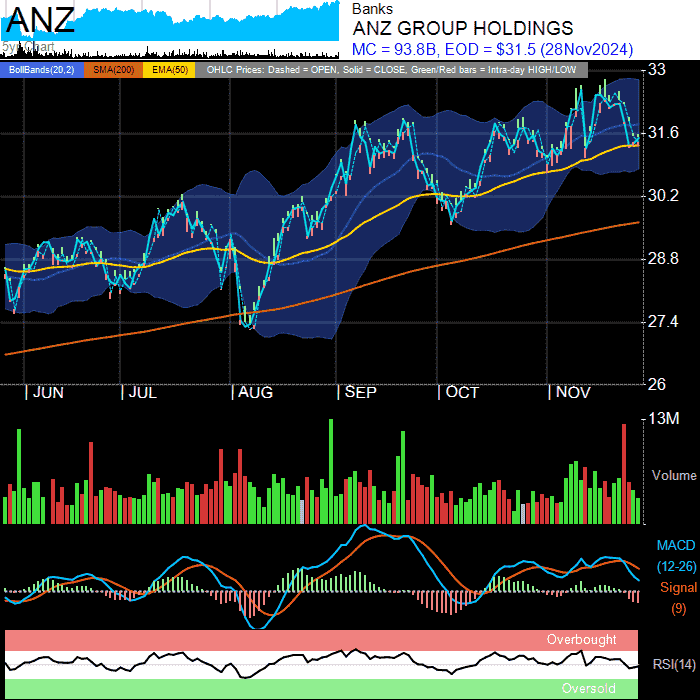 ANZ
5yr Chart
Banks
ANZ GROUP HOLDINGS
MC = 93.8B, EOD = $31.5 (28Nov2024)
BollBands(20,2) SMA(200) EMA(50) OHLC Prices: Dashed = OPEN, Solid = CLOSE, Green/Red bars = Intra-day HIGH/LOW
33
31.6
30.2
28.8
27.4
26
JUN JUL AUG SEP OCT NOV
13M
Volume
MACD
(12-26)
Signal
(9)
Overbought
RSI(14)
Oversold